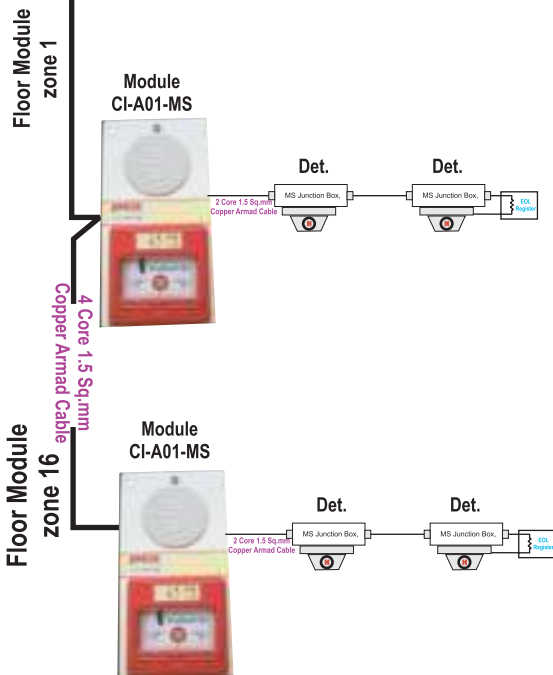 Floor Module
zone 1
Module
CI-A01-MS
Det.
Det.
2 Core 1.5 Sq.mm
Copper Armad Cable
MS Junction Box,
MS Junction Box,
EOL
Register
4 Core 1.5 Sq.mm
Copper Armad Cable
Floor Module
zone 16
Module
CI-A01-MS
Det.
Det.
2 Core 1.5 Sq.mm
Copper Armad Cable
MS Junction Box,
MS Junction Box,
EOL
Register